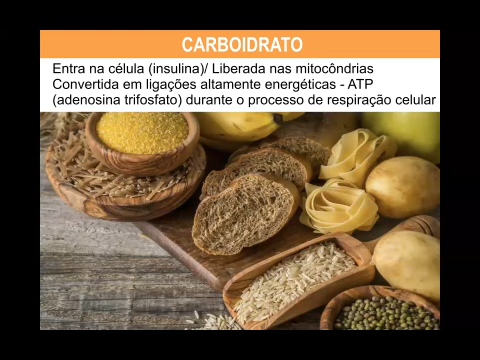 CARBOIDRATO
Entra na célula (insulina)/ Liberada nas mitocôndrias
Convertida em ligações altamente energéticas - ATP
(adenosina trifosfato) durante o processo de respiração celular